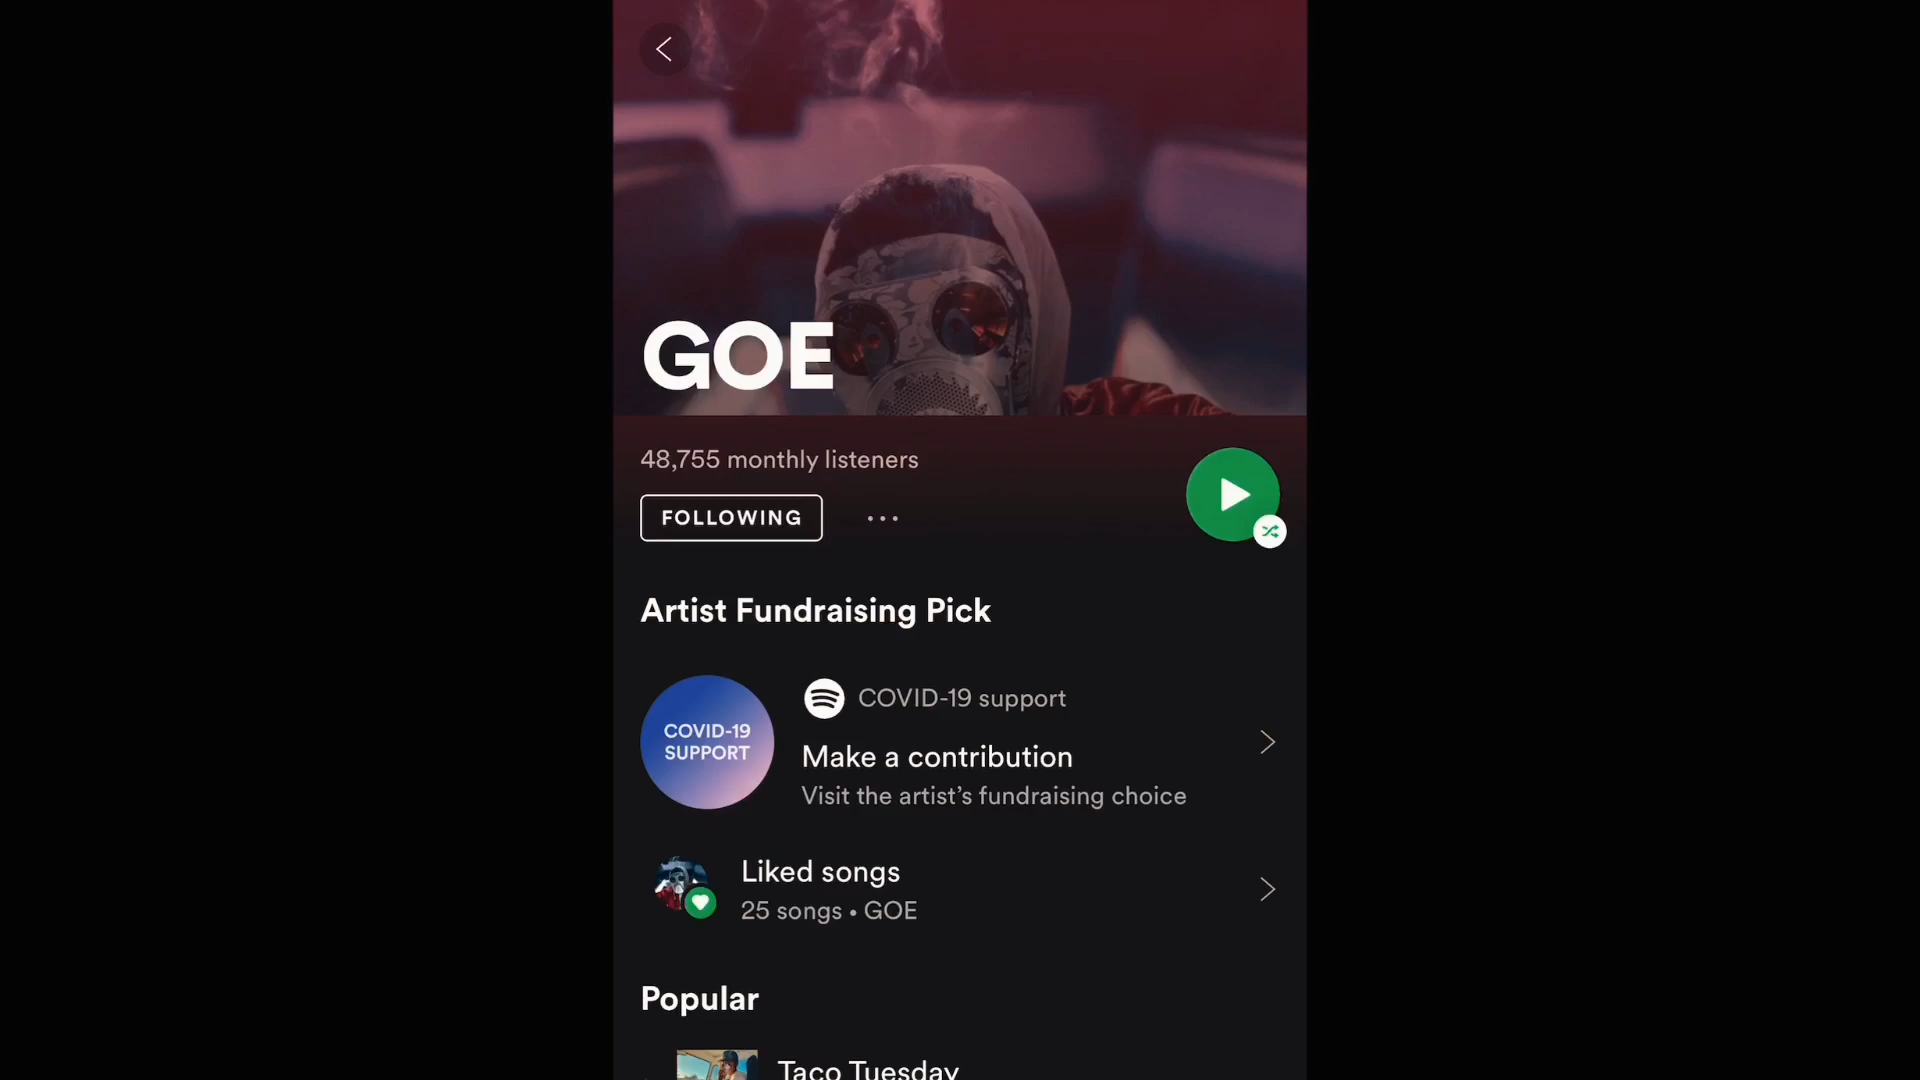 GOE
48,755 monthly listeners
FOLLOWING
Artist Fundraising Pick
COVID-19
SUPPORT
COVID-19 support
Make a contribution
Visit the artist’s fundraising choice
Liked songs
25 songs • GOE
Popular
Taco Tuesday